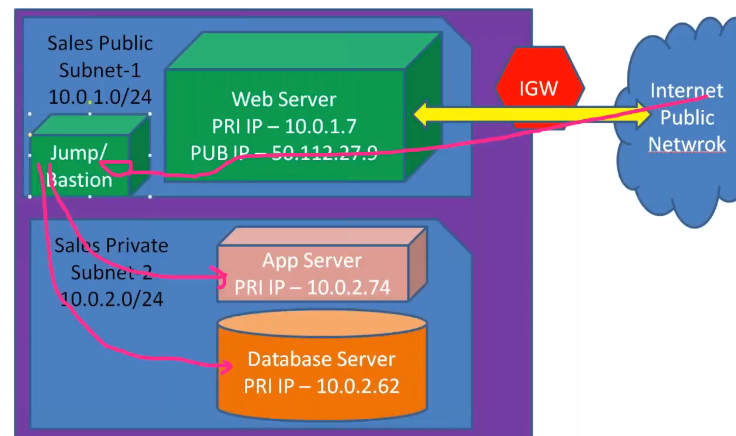 Sales Public
Subnet-1
10.0.1.0/24
Web Server
PRI IP – 10.0.1.7
PUB IP – 50.112.27.9
Jump/
Bastion
IGW
Internet
Public
Netwrok
Sales Private
Subnet-2
10.0.2.0/24
App Server
PRI IP – 10.0.2.74
Database Server
PRI IP – 10.0.2.62